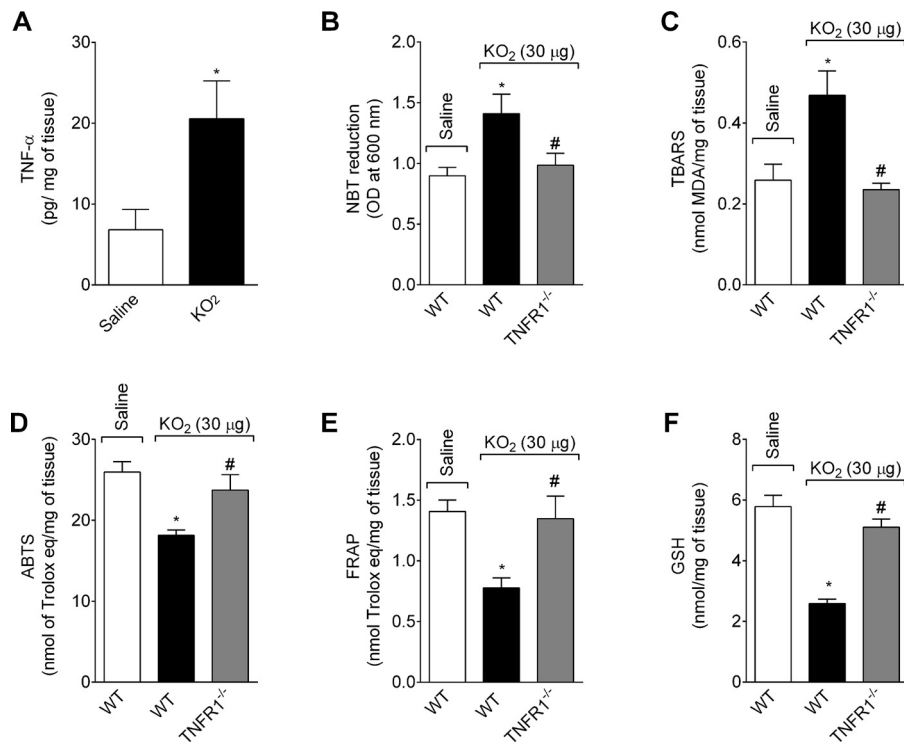 A
TNF-α
(pg/ mg of tissue)
30
20
10
0
*
Saline
KO2
B
NBT reduction
(OD at 600 nm)
2.0
1.5
1.0
0.5
0.0
Saline
KO2 (30 μg)
*
#
WT
WT
TNFR1-/-
C
TBARS
(nmol MDA/mg of tissue)
0.6
0.4
0.2
0.0
Saline
KO2 (30 μg)
*
#
WT
WT
TNFR1-/-
D
ABTS
(nmol of Trolox eq/mg of tissue)
30
20
10
0
Saline
KO2 (30 μg)
*
#
WT
WT
TNFR1-/-
E
FRAP
(nmol Trolox eq/mg of tissue)
2.0
1.5
1.0
0.5
0.0
Saline
KO2 (30 μg)
*
#
WT
WT
TNFR1-/-
F
GSH
(nmol/mg of tissue)
8
6
4
2
0
Saline
KO2 (30 μg)
*
#
WT
WT
TNFR1-/-